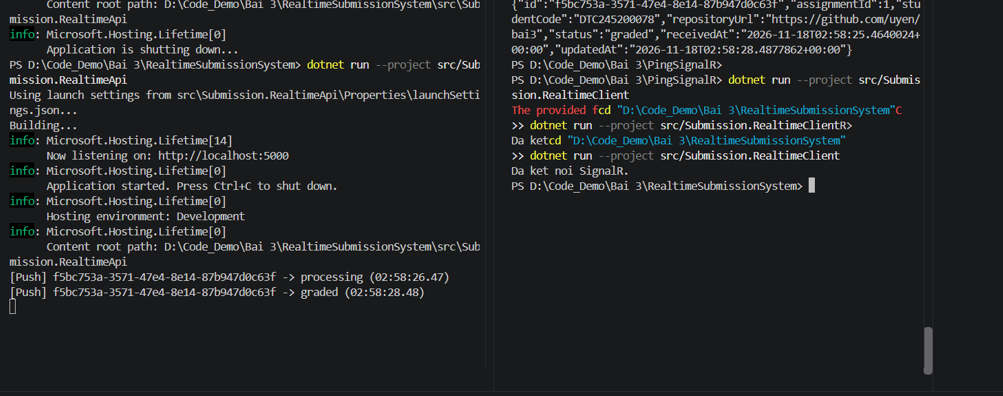 Content root path: D:\Code_Demo\Bai 3\RealtimeSubmissionSystem\src\Sub
mission.RealtimeApi
info: Microsoft.Hosting.Lifetime[0]
Application is shutting down...
PS D:\Code_Demo\Bai 3\RealtimeSubmissionSystem> dotnet run --project src/Sub
mission.RealtimeApi
Using launch settings from src\Submission.RealtimeApi\Properties\launchSetti
ngs.json...
Building...
info: Microsoft.Hosting.Lifetime[14]
Now listening on: http://localhost:5000
info: Microsoft.Hosting.Lifetime[0]
Application started. Press Ctrl+C to shut down.
info: Microsoft.Hosting.Lifetime[0]
Hosting environment: Development
info: Microsoft.Hosting.Lifetime[0]
Content root path: D:\Code_Demo\Bai 3\RealtimeSubmissionSystem\src\Sub
mission.RealtimeApi
[Push] f5bc753a-3571-47e4-8e14-87b947d0c63f -> processing (02:58:26.47)
[Push] f5bc753a-3571-47e4-8e14-87b947d0c63f -> graded (02:58:28.48)
{"id":"f5bc753a-3571-47e4-8e14-87b947d0c63f","assignmentId":1,"stu
dentCode":"DTC245200078","repositoryUrl":"https://github.com/uyen/
bai3","status":"graded","receivedAt":"2026-11-18T02:58:25.4640024+
00:00","updatedAt":"2026-11-18T02:58:28.4877862+00:00"}
PS D:\Code_Demo\Bai 3\PingSignalR>
PS D:\Code_Demo\Bai 3\PingSignalR> dotnet run --project src/Submis
sion.RealtimeClient
The provided fcd "D:\Code_Demo\Bai 3\RealtimeSubmissionSystem"C
>> dotnet run --project src/Submission.RealtimeClientR>
Da ketcd "D:\Code_Demo\Bai 3\RealtimeSubmissionSystem"
>> dotnet run --project src/Submission.RealtimeClient
Da ket noi SignalR.
PS D:\Code_Demo\Bai 3\RealtimeSubmissionSystem>